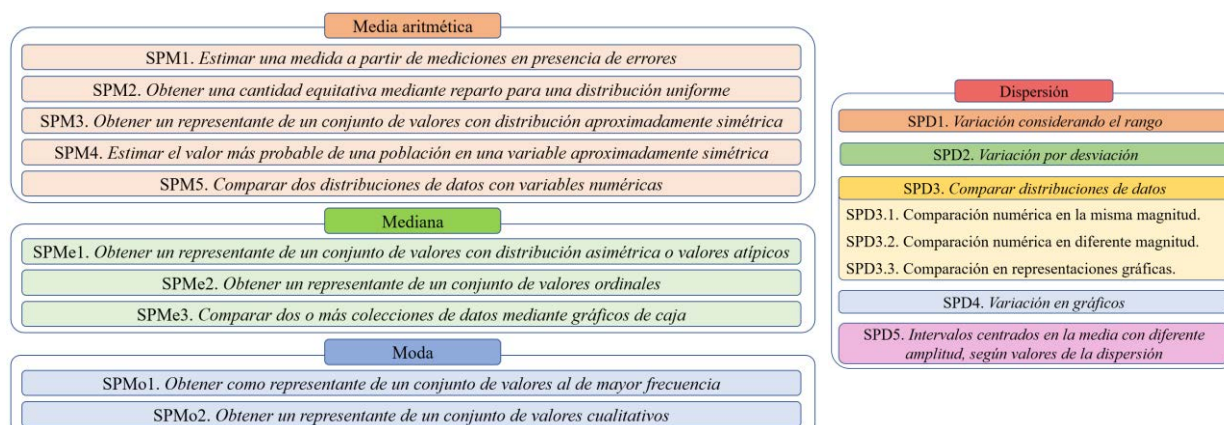 Media aritmética
SPM1. Estimar una medida a partir de mediciones en presencia de errores
SPM2. Obtener una cantidad equitativa mediante reparto para una distribución uniforme
SPM3. Obtener un representante de un conjunto de valores con distribución aproximadamente simétrica
SPM4. Estimar el valor más probable de una población en una variable aproximadamente simétrica
SPM5. Comparar dos distribuciones de datos con variables numéricas
Mediana
SPMe1. Obtener un representante de un conjunto de valores con distribución asimétrica o valores atípicos
SPMe2. Obtener un representante de un conjunto de valores ordinales
SPMe3. Comparar dos o más colecciones de datos mediante gráficos de caja
Moda
SPMo1. Obtener como representante de un conjunto de valores al de mayor frecuencia
SPMo2. Obtener un representante de un conjunto de valores cualitativos
Dispersión
SPD1. Variación considerando el rango
SPD2. Variación por desviación
SPD3. Comparar distribuciones de datos
SPD3.1. Comparación numérica en la misma magnitud.
SPD3.2. Comparación numérica en diferente magnitud.
SPD3.3. Comparación en representaciones gráficas.
SPD4. Variación en gráficos
SPD5. Intervalos centrados en la media con diferente
amplitud, según valores de la dispersión